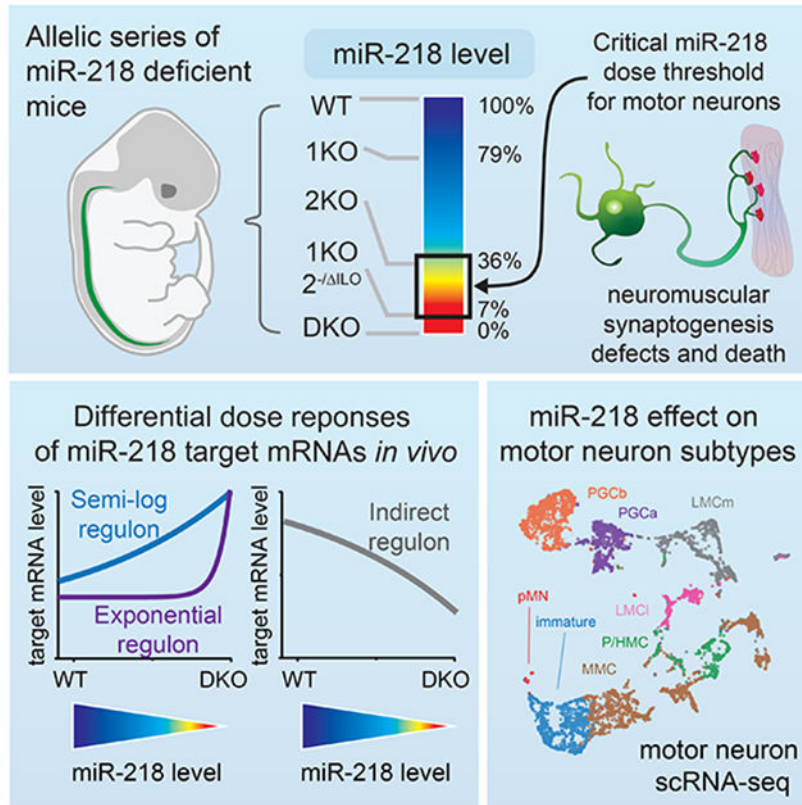 Allelic series of
miR-218 deficient
mice
miR-218 level
WT
1KO
2KO
1KO
2-/ΔILO
DKO
100%
79%
36%
7%
0%
Critical miR-218
dose threshold
for motor neurons
neuromuscular
synaptogenesis
defects and death
Differential dose reponses
of miR-218 target mRNAs in vivo
target mRNA level
Semi-log
regulon
Exponential
regulon
WT
DKO
miR-218 level
target mRNA level
Indirect
regulon
WT
DKO
miR-218 level
miR-218 effect on
motor neuron subtypes
PGCb
PGCa
LMCm
pMN
immature
LMCl
P/HMC
MMC
motor neuron
scRNA-seq